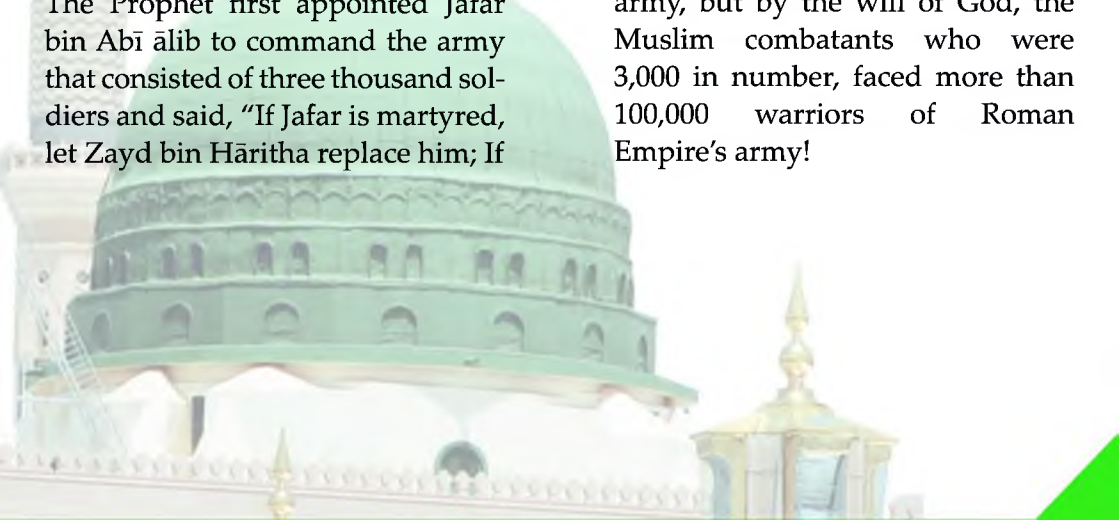 The Prophet first appointed Jafar
bin Abī ālib to command the army
that consisted of three thousand sol-
diers and said, “If Jafar is martyred,
let Zayd bin Hāritha replace him; If
army, but by the will of God, the
Muslim combatants who were
3,000 in number, faced more than
100,000 warriors of Roman
Empire’s army!